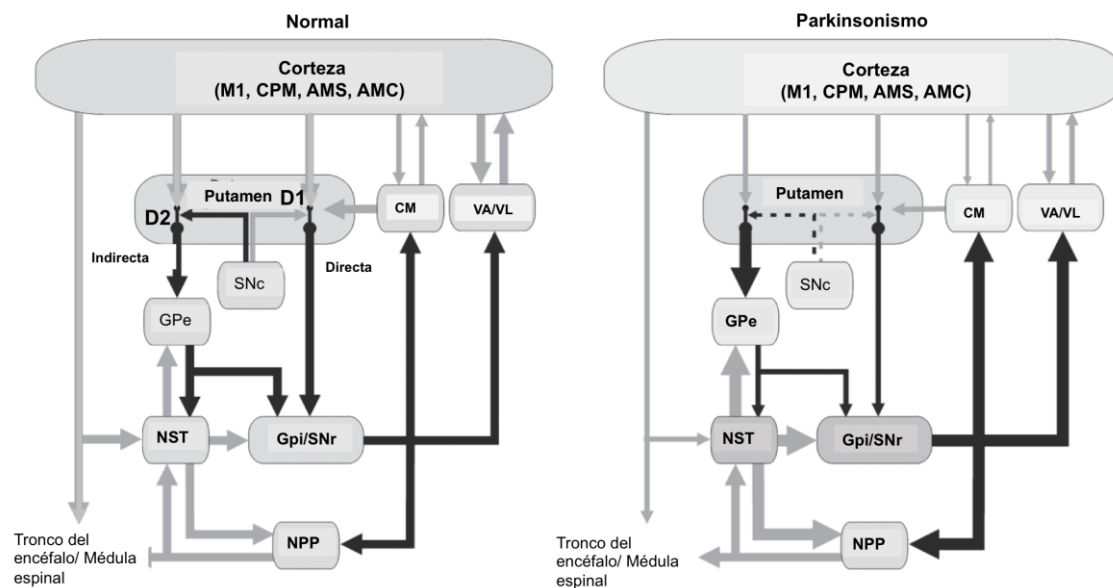 Normal
Corteza
(M1, CPM, AMS, AMC)
Putamen
D1
D2
CM
VA/VL
Indirecta
Directa
SNc
GPe
NST
Gpi/SNr
NPP
Tronco del
encéfalo/ Médula
espinal
Parkinsonismo
Corteza
(M1, CPM, AMS, AMC)
Putamen
CM
VA/VL
SNc
GPe
NST
Gpi/SNr
NPP
Tronco del
encéfalo/ Médula
espinal